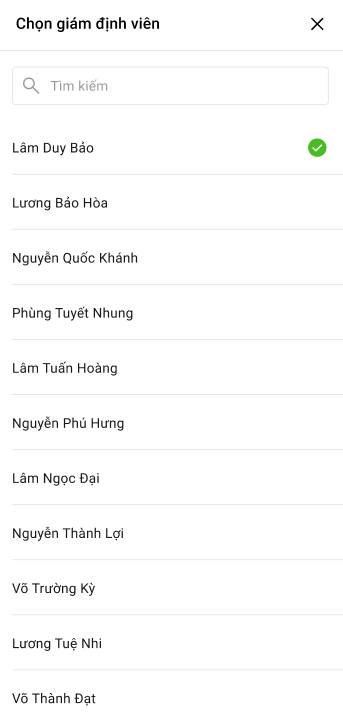 Chọn giám định viên
Tìm kiếm
Lâm Duy Bảo
Lương Bảo Hòa
Nguyễn Quốc Khánh
Phùng Tuyết Nhung
Lâm Tuấn Hoàng
Nguyễn Phú Hưng
Lâm Ngọc Đại
Nguyễn Thành Lợi
Võ Trường Kỳ
Lương Tuệ Nhi
Võ Thành Đạt